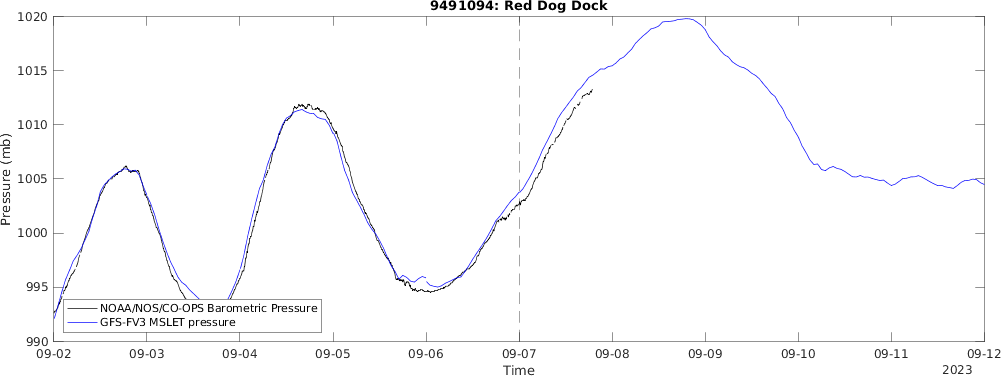 9491094: Red Dog Dock
1020
1015
1010
1005
1000
995
990
Pressure (mb)
NOAA/NOS/CO-OPS Barometric Pressure
GFS-FV3 MSLET pressure
09-02 09-03 09-04 09-05 09-06 09-07 09-08 09-09 09-10 09-11 09-12
Time
2023